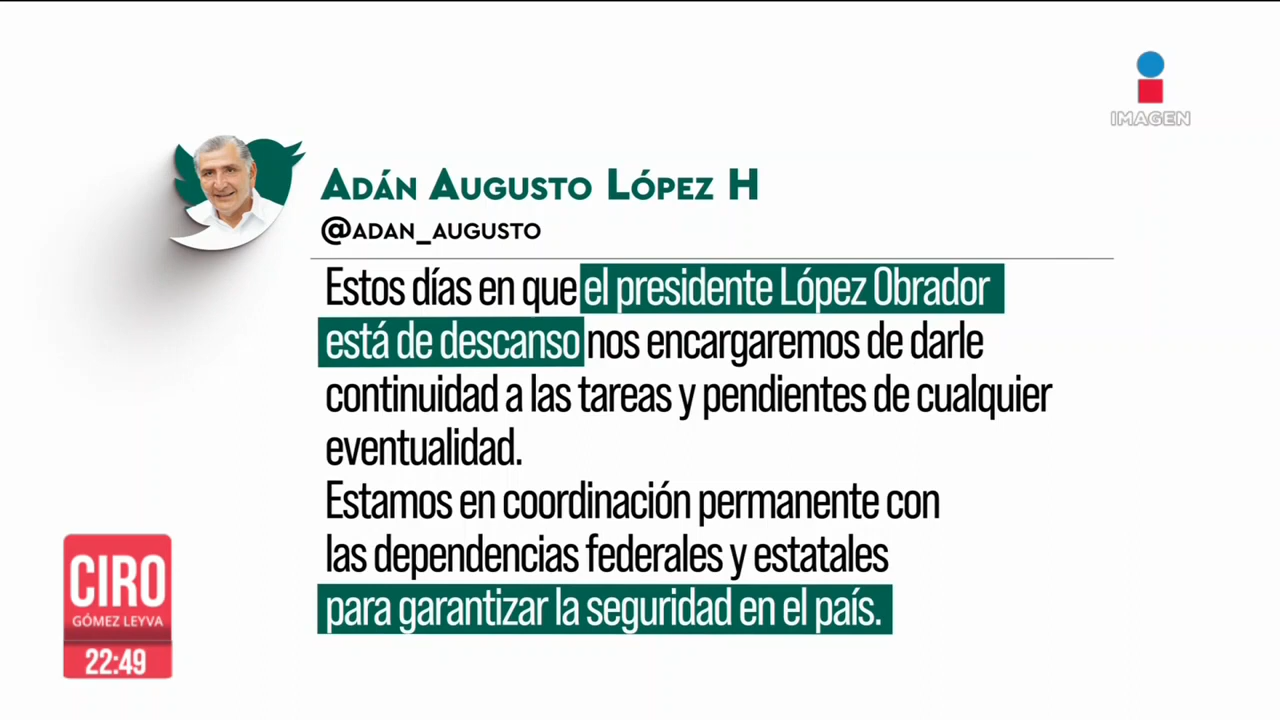 IMAGEN
ADÁN AUGUSTO LÓPEZ H
@ADAN_AUGUSTO
Estos días en que el presidente López Obrador
está de descanso nos encargaremos de darle
continuidad a las tareas y pendientes de cualquier
eventualidad.
Estamos en coordinación permanente con
las dependencias federales y estatales
para garantizar la seguridad en el país.
CIRO
GÓMEZ LEYVA
22:49